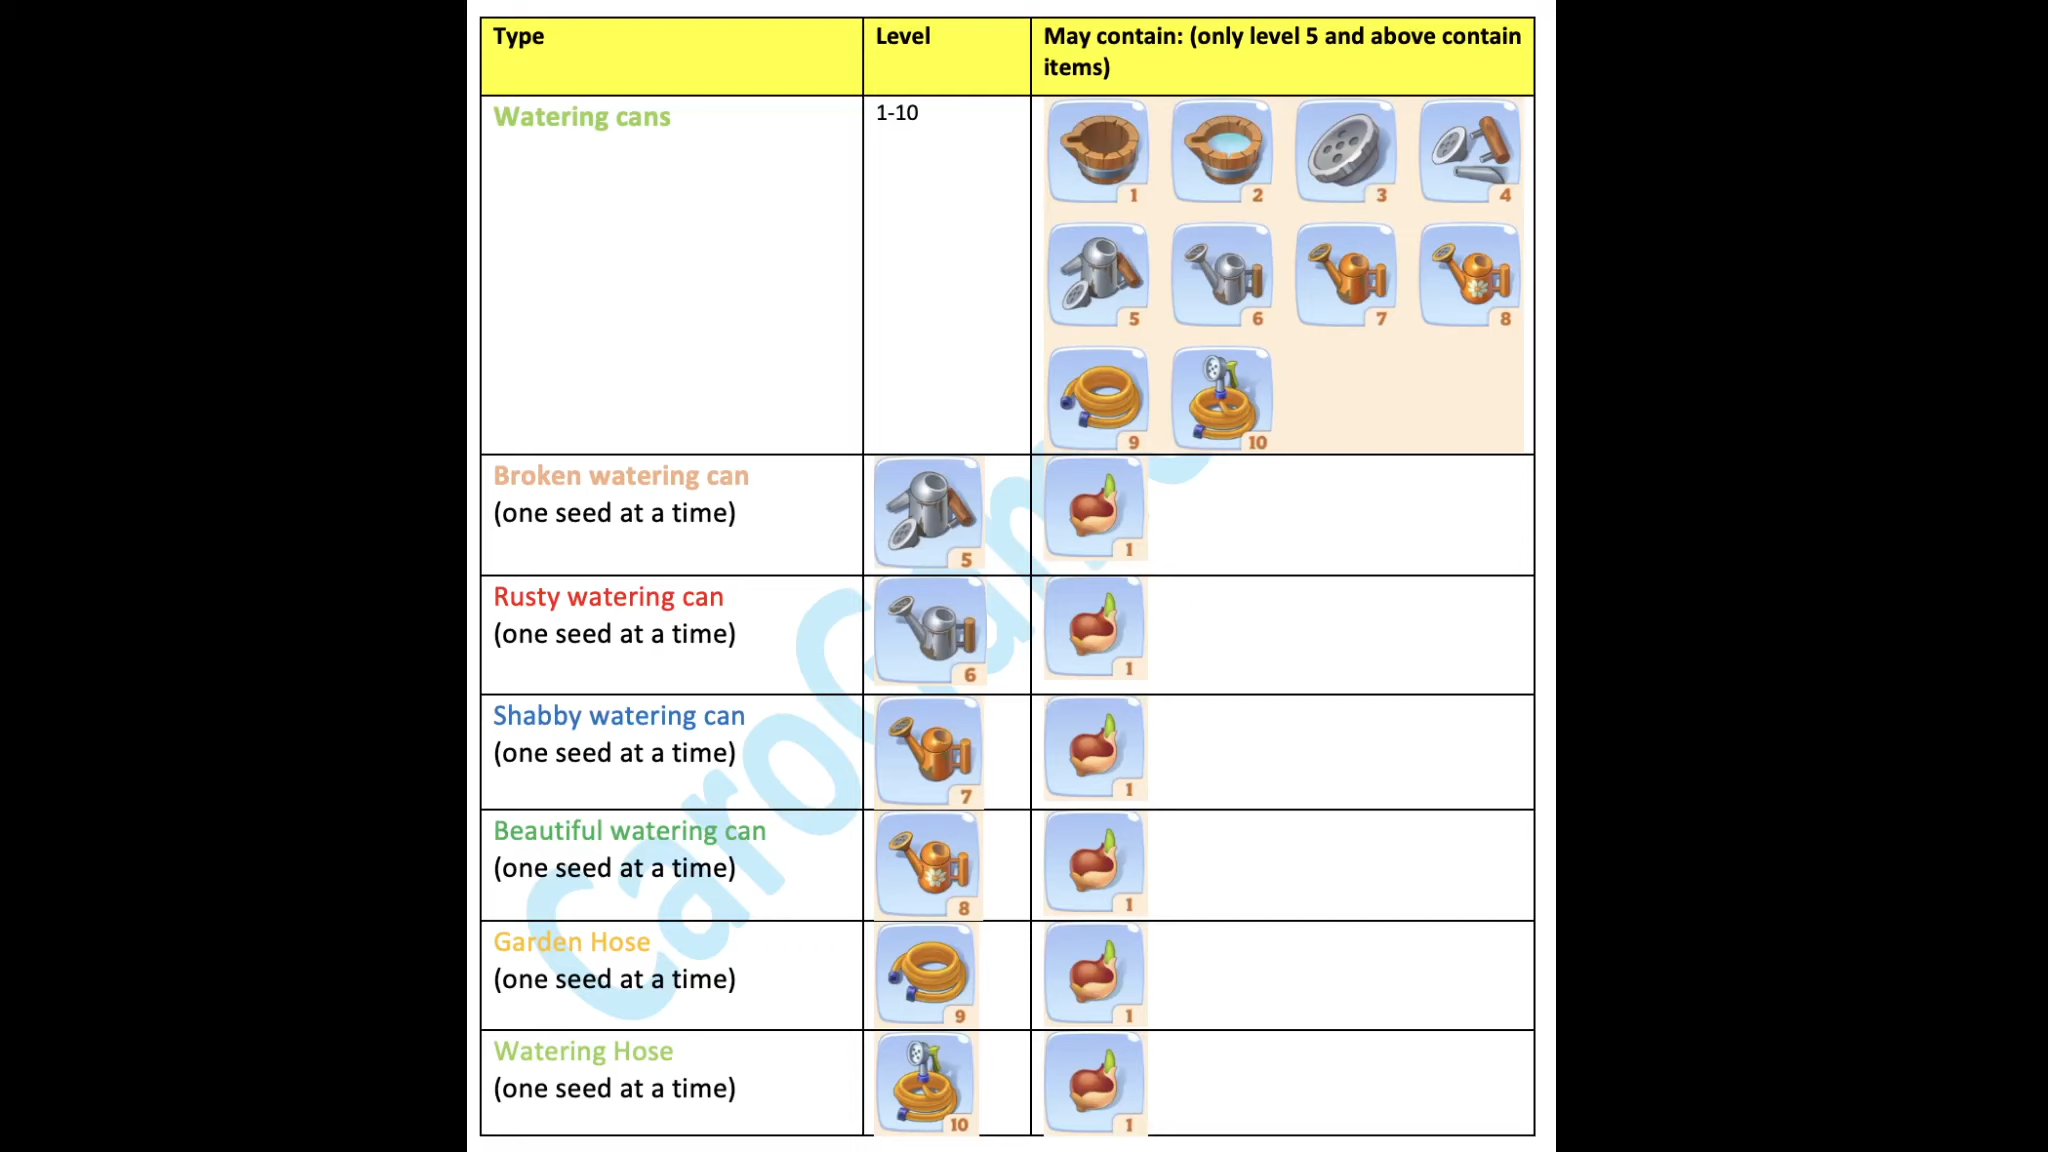 Type
Level
May contain: (only level 5 and above contain
items)
Watering cans
1-10
1
2
3
4
5
6
7
8
9
10
Broken watering can
(one seed at a time)
5
1
Rusty watering can
(one seed at a time)
6
1
Shabby watering can
(one seed at a time)
7
1
Beautiful watering can
(one seed at a time)
8
1
Garden Hose
(one seed at a time)
9
1
Watering Hose
(one seed at a time)
10
1